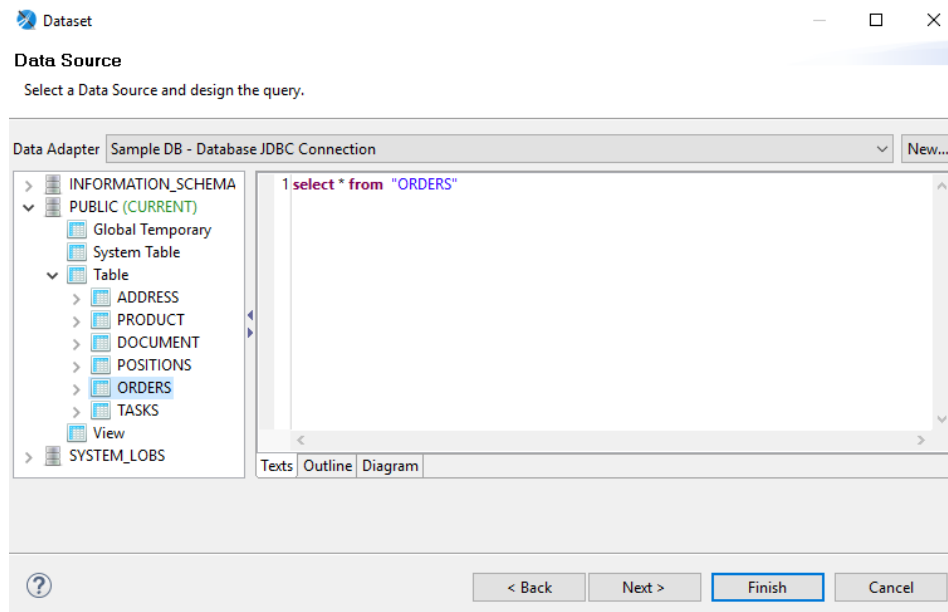 Dataset
Data Source
Select a Data Source and design the query.
Data Adapter Sample DB - Database JDBC Connection New...
INFORMATION_SCHEMA
PUBLIC (CURRENT)
Global Temporary
System Table
Table
ADDRESS
PRODUCT
DOCUMENT
POSITIONS
ORDERS
TASKS
View
SYSTEM_LOBS
1 select * from "ORDERS"
Texts Outline Diagram
? < Back Next > Finish Cancel